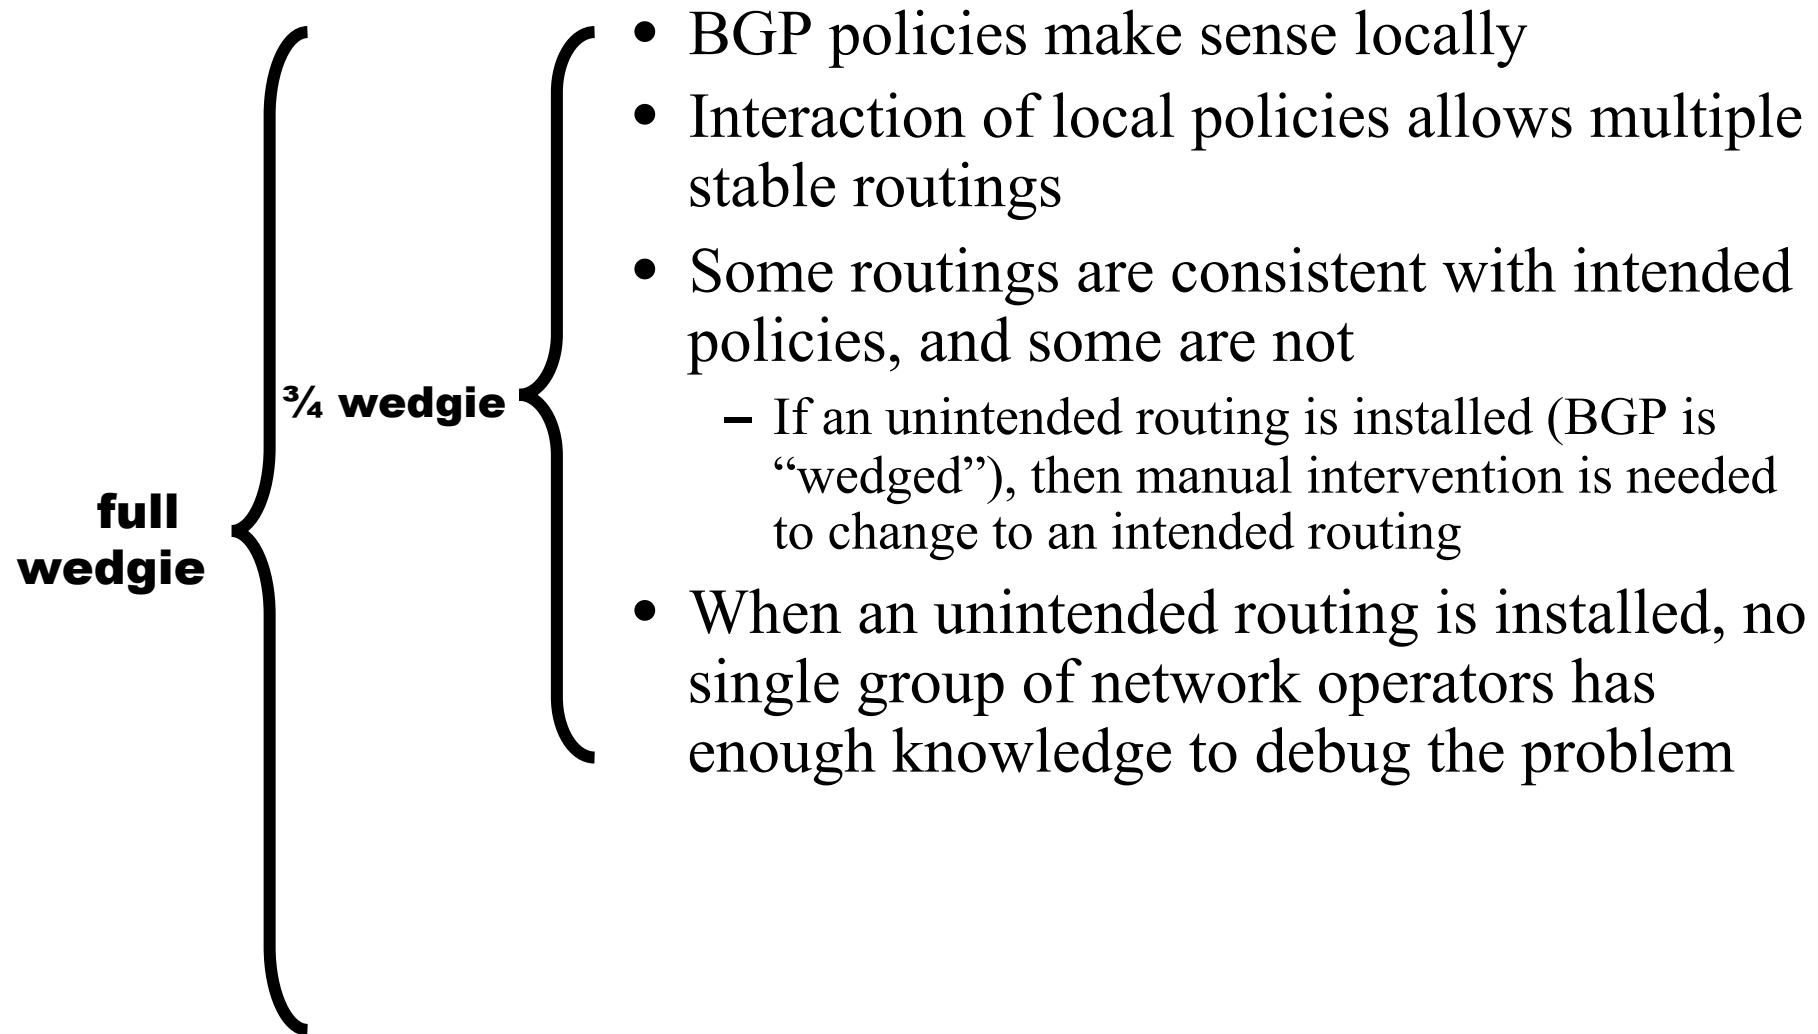 • BGP policies make sense locally
• Interaction of local policies allows multiple
stable routings
• Some routings are consistent with intended
policies, and some are not
– If an unintended routing is installed (BGP is
“wedged”), then manual intervention is needed
to change to an intended routing
• When an unintended routing is installed, no
single group of network operators has
enough knowledge to debug the problem
¾ wedgie
full
wedgie